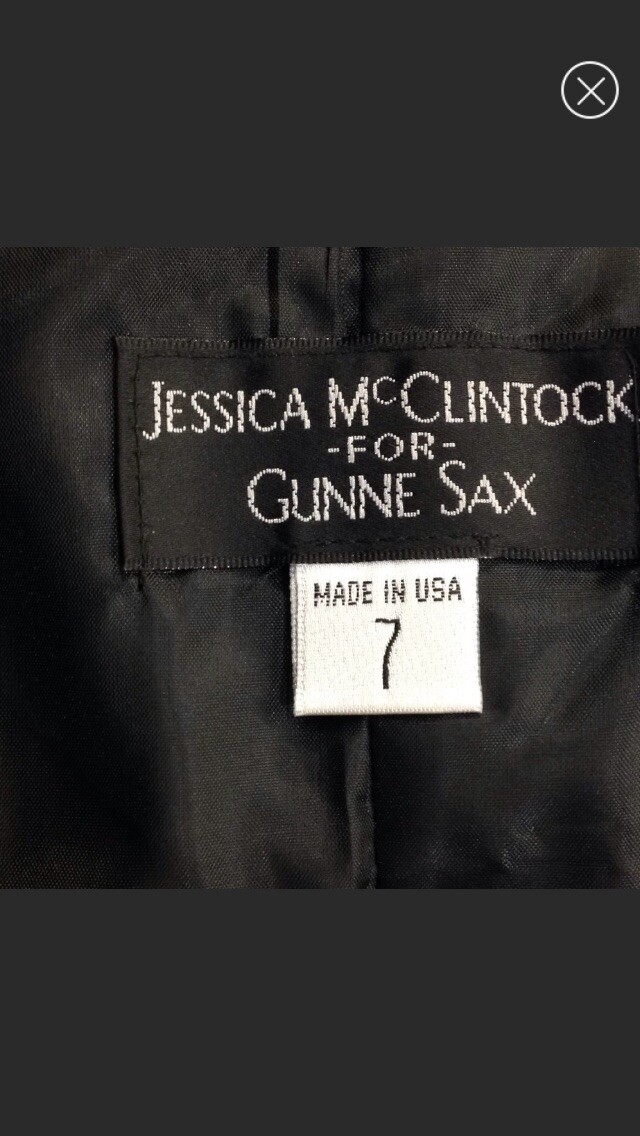 JESSICA McCLINTOCK
-FOR-
GUNNE SAX
MADE IN USA
7